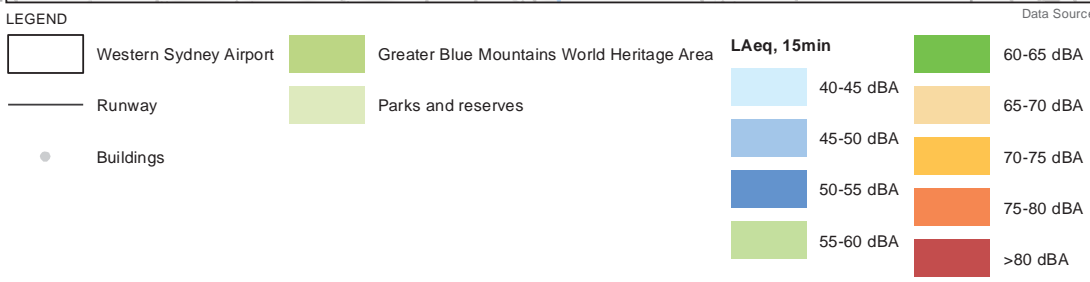 Data Source
LEGEND
Western Sydney Airport
Runway
Buildings
Greater Blue Mountains World Heritage Area
Parks and reserves
LAeq, 15min
40-45 dBA
45-50 dBA
50-55 dBA
55-60 dBA
60-65 dBA
65-70 dBA
70-75 dBA
75-80 dBA
>80 dBA